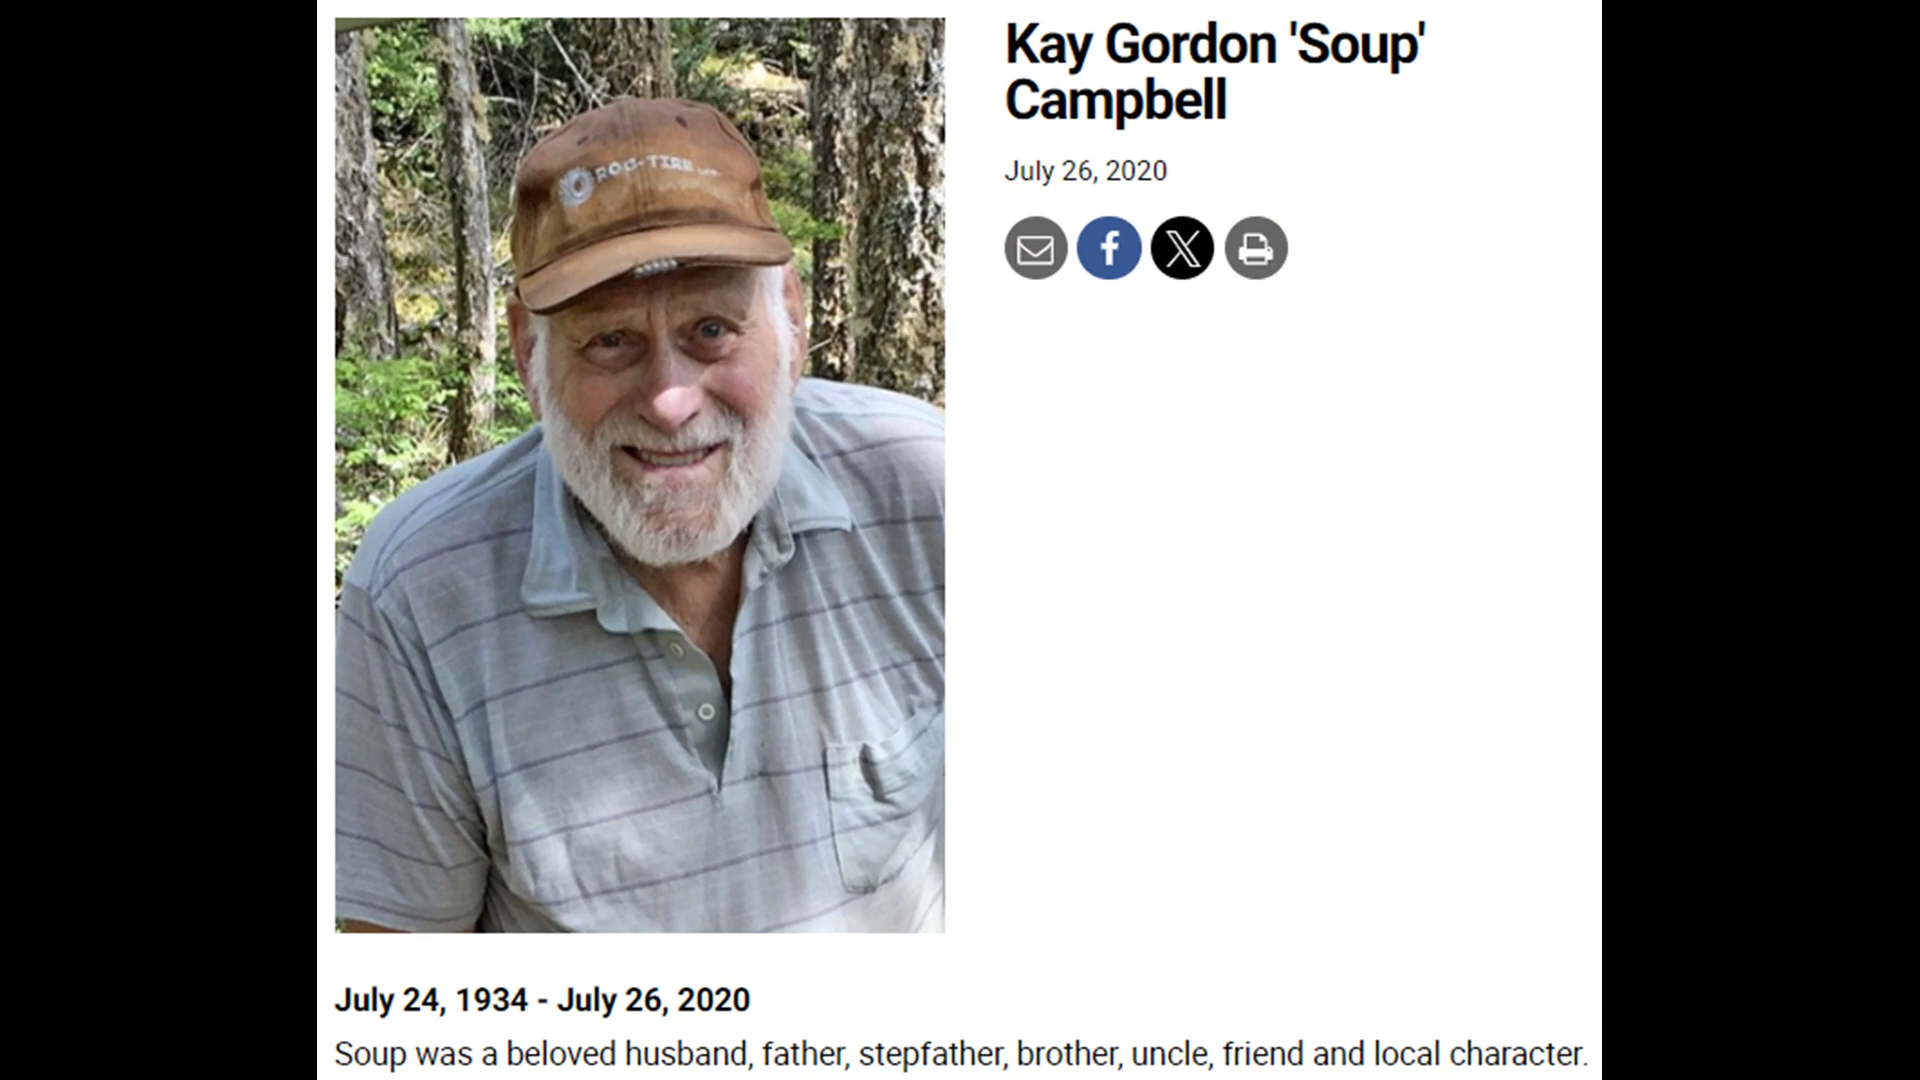 Kay Gordon 'Soup'
Campbell
July 26, 2020
July 24, 1934 - July 26, 2020
Soup was a beloved husband, father, stepfather, brother, uncle, friend and local character.